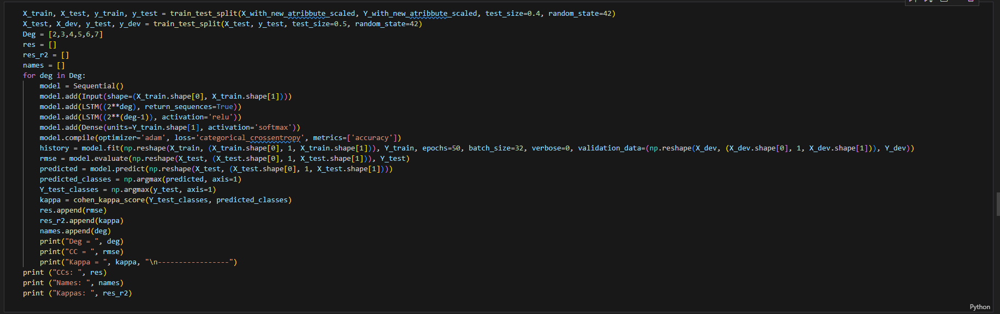 X_train, X_test, y_train, y_test = train_test_split(X_with_new_atribbute_scaled, Y_with_new_atribbute_scaled, test_size=0.4, random_state=42)
X_test, X_dev, y_test, y_dev = train_test_split(X_test, y_test, test_size=0.5, random_state=42)
Deg = [2,3,4,5,6,7]
res = []
res_r2 = []
names = []
for deg in Deg:
    model = Sequential()
    model.add(Input(shape=(X_train.shape[0], X_train.shape[1])))
    model.add(LSTM((2**deg), return_sequences=True))
    model.add(LSTM((2**(deg-1)), activation='relu'))
    model.add(Dense(units=Y_train.shape[1], activation='softmax'))
    model.compile(optimizer='adam', loss='categorical_crossentropy', metrics=['accuracy'])
    history = model.fit(np.reshape(X_train, (X_train.shape[0], 1, X_train.shape[1])), Y_train, epochs=50, batch_size=32, verbose=0, validation_data=(np.reshape(X_dev, (X_dev.shape[0], 1, X_dev.shape[1])), Y_dev))
    rmse = model.evaluate(np.reshape(X_test, (X_test.shape[0], 1, X_test.shape[1])), Y_test)
    predicted = model.predict(np.reshape(X_test, (X_test.shape[0], 1, X_test.shape[1])))
    predicted_classes = np.argmax(predicted, axis=1)
    Y_test_classes = np.argmax(y_test, axis=1)
    kappa = cohen_kappa_score(Y_test_classes, predicted_classes)
    res.append(rmse)
    res_r2.append(kappa)
    names.append(deg)
    print("Deg = ", deg)
    print("CC = ", rmse)
    print("Kappa = ", kappa, "\n-----------------")
print ("CCs: ", res)
print ("Names: ", names)
print ("Kappas: ", res_r2)
Python